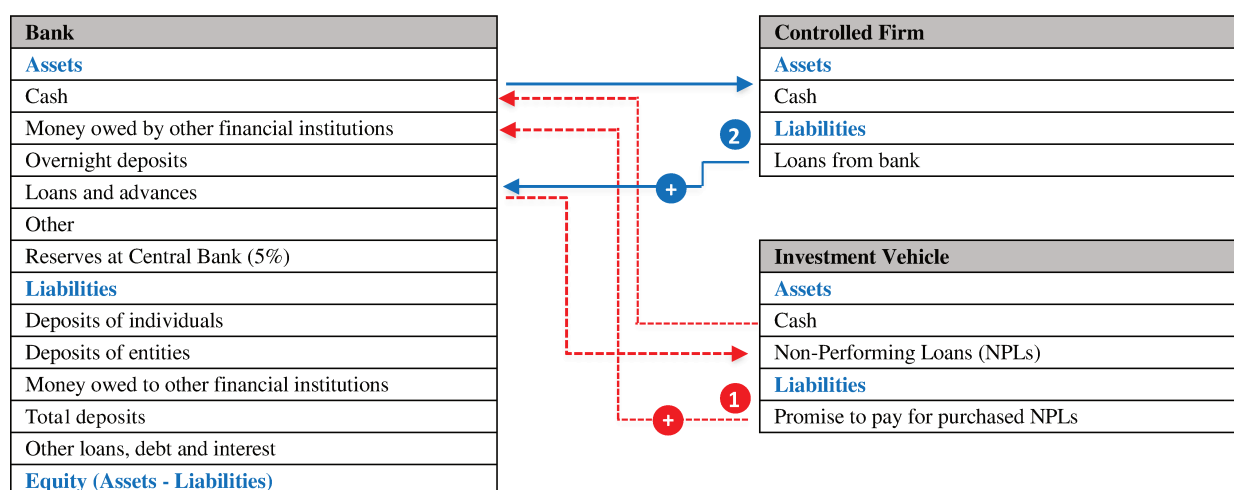 Bank
Assets
Cash
Money owed by other financial institutions
Overnight deposits
Loans and advances
Other
Reserves at Central Bank (5%)
Liabilities
Deposits of individuals
Deposits of entities
Money owed to other financial institutions
Total deposits
Other loans, debt and interest
Equity (Assets - Liabilities)
2
+
1
+
Controlled Firm
Assets
Cash
Liabilities
Loans from bank
Investment Vehicle
Assets
Cash
Non-Performing Loans (NPLs)
Liabilities
Promise to pay for purchased NPLs